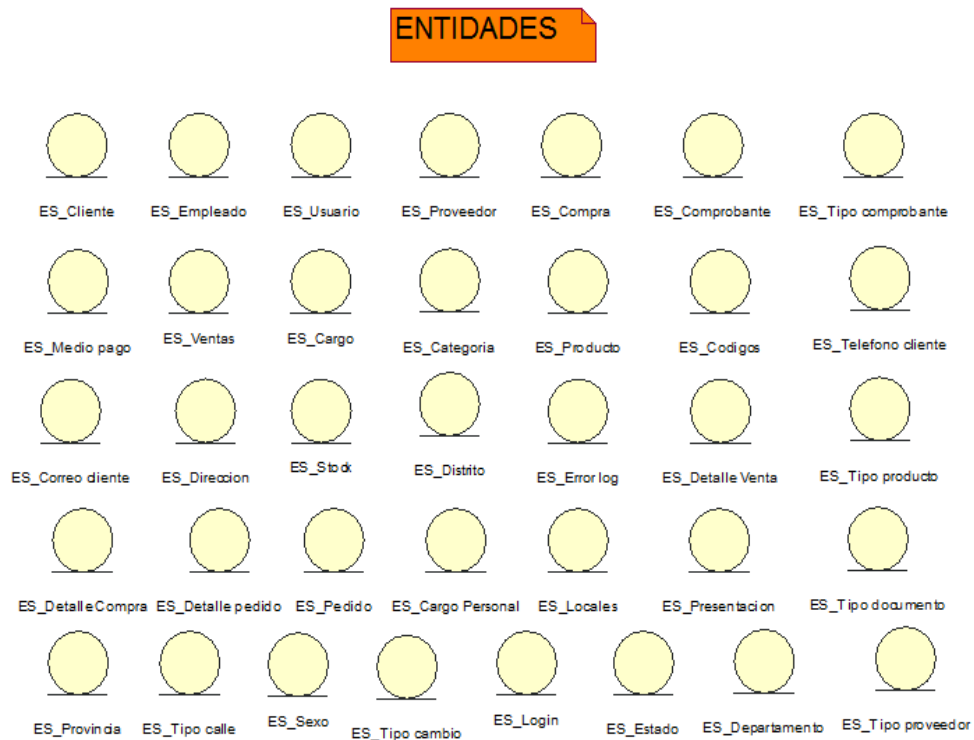 ENTIDADES
ES_Cliente ES_Empleado ES_Usuario ES_Proveedor ES_Compra ES_Comprobante ES_Tipo comprobante
ES_Medio pago ES_Ventas ES_Cargo ES_Categoria ES_Producto ES_Codigos ES_Telefono cliente
ES_Correo cliente ES_Direccion ES_Stock ES_Distrito ES_Error log ES_Detalle Venta ES_Tipo producto
ES_Detalle Compra ES_Detalle pedido ES_Pedido ES_Cargo Personal ES_Locales ES_Presentacion ES_Tipo documento
ES_Provincia ES_Tipo calle ES_Sexo ES_Tipo cambio ES_Login ES_Estado ES_Departamento ES_Tipo proveedor